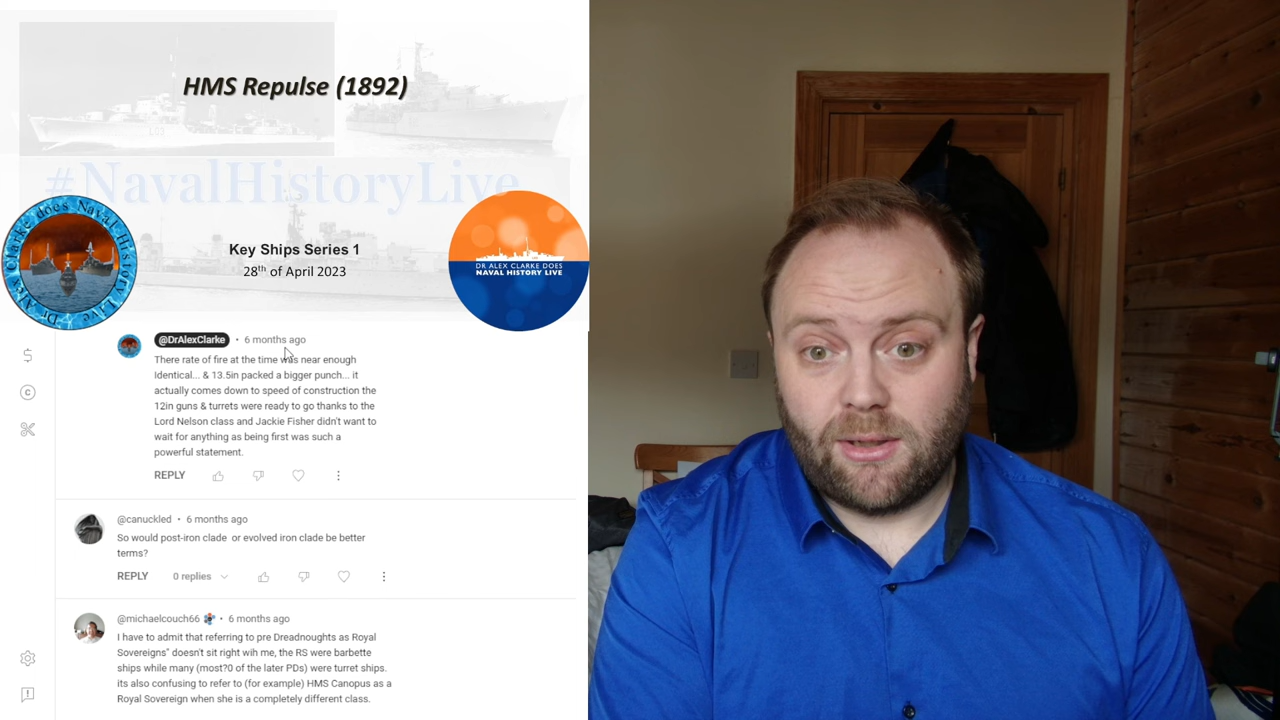 HMS Repulse (1892)
#NavalHistoryLive
Dr Alex Clarke does Naval History Live
Key Ships Series 1
28th of April 2023
DR ALEX CLARKE DOES
NAVAL HISTORY LIVE
@DrAlexClarke • 6 months ago
There rate of fire at the time was near enough
Identical... & 13.5in packed a bigger punch... it
actually comes down to speed of construction the
12in guns & turrets were ready to go thanks to the
Lord Nelson class and Jackie Fisher didn't want to
wait for anything as being first was such a
powerful statement.
REPLY
@canuckled • 6 months ago
So would post-iron clade or evolved iron clade be better
terms?
REPLY 0 replies
@michaelcouch66 • 6 months ago
I have to admit that referring to pre Dreadnoughts as Royal
Sovereigns" doesn't sit right wih me, the RS were barbette
ships while many (most?0 of the later PDs) were turret ships.
its also confusing to refer to (for example) HMS Canopus as a
Royal Sovereign when she is a completely different class.